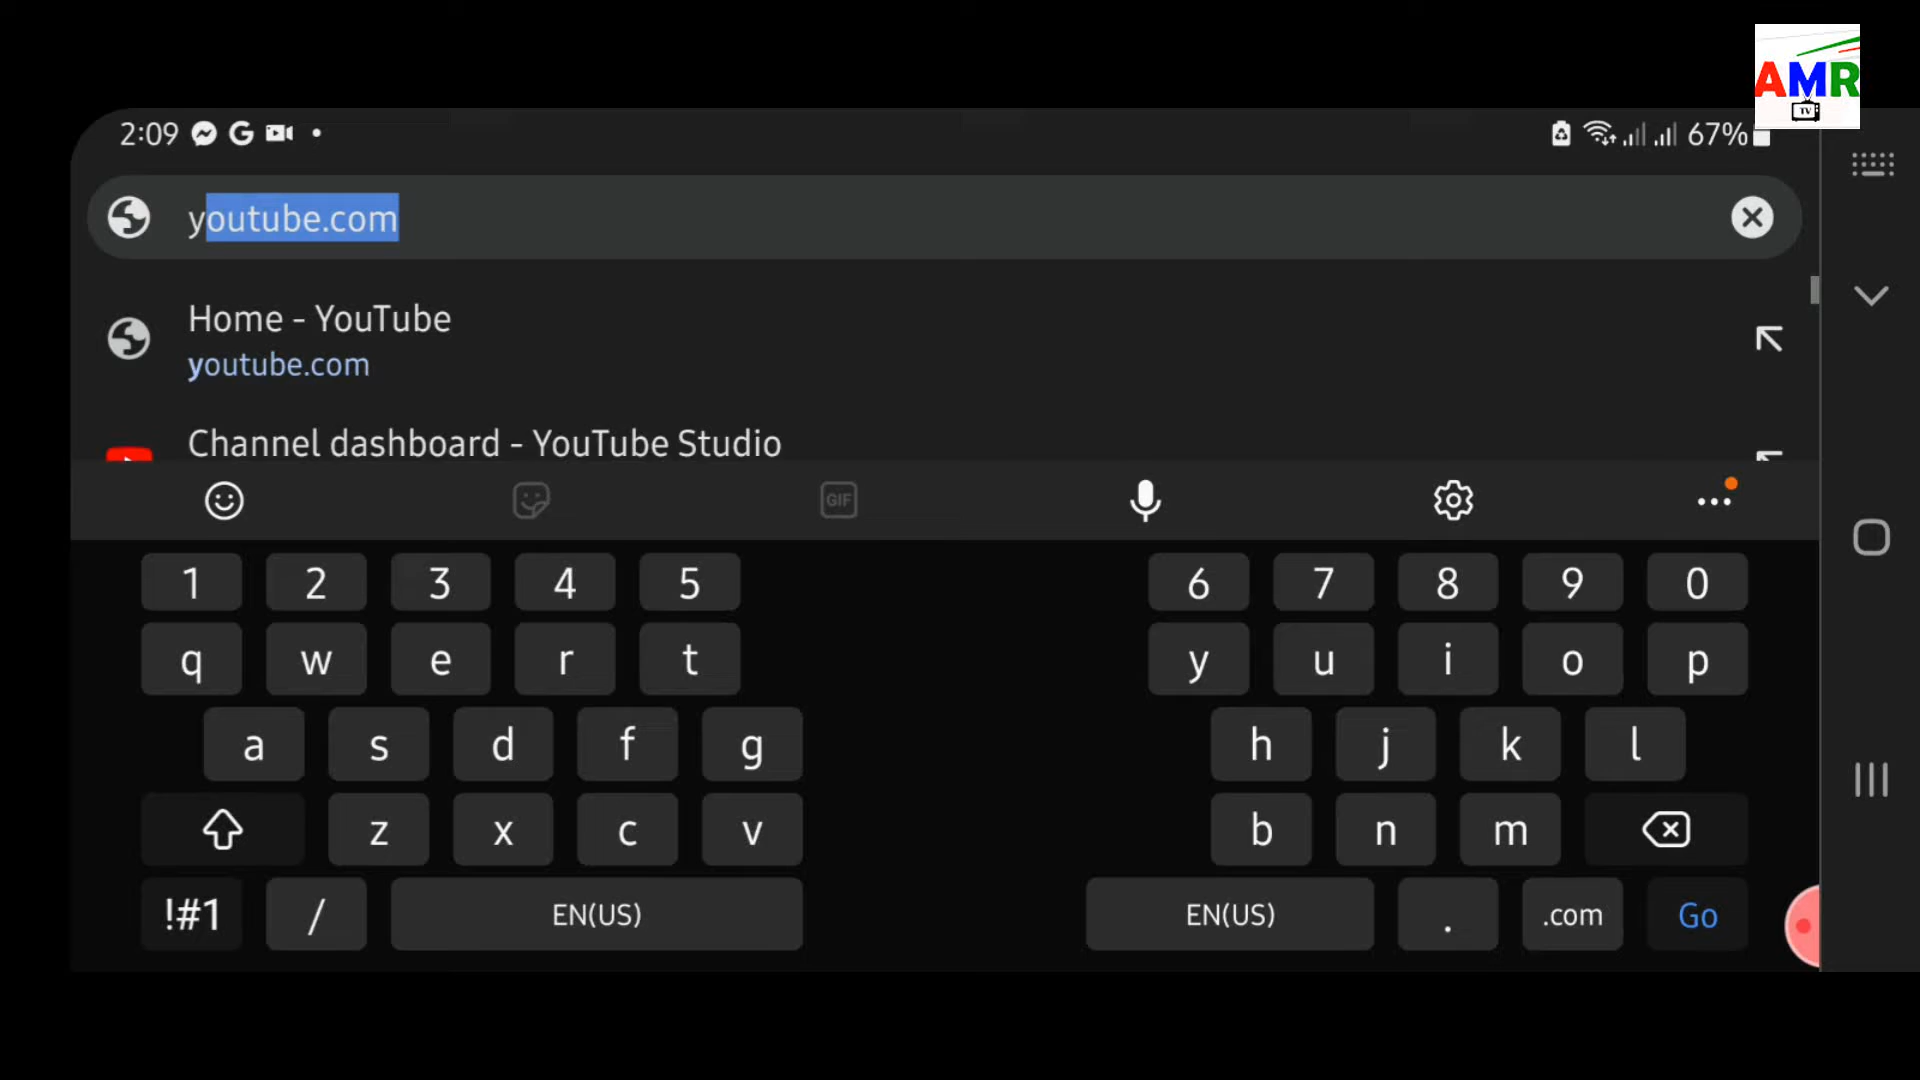 AMR
TV
2:09
67%
youtube.com
Home - YouTube
youtube.com
Channel dashboard - YouTube Studio
GIF
1 2 3 4 5 6 7 8 9 0
q w e r t y u i o p
a s d f g h j k l
z x c v b n m
!#1 / EN(US) EN(US) . .com Go